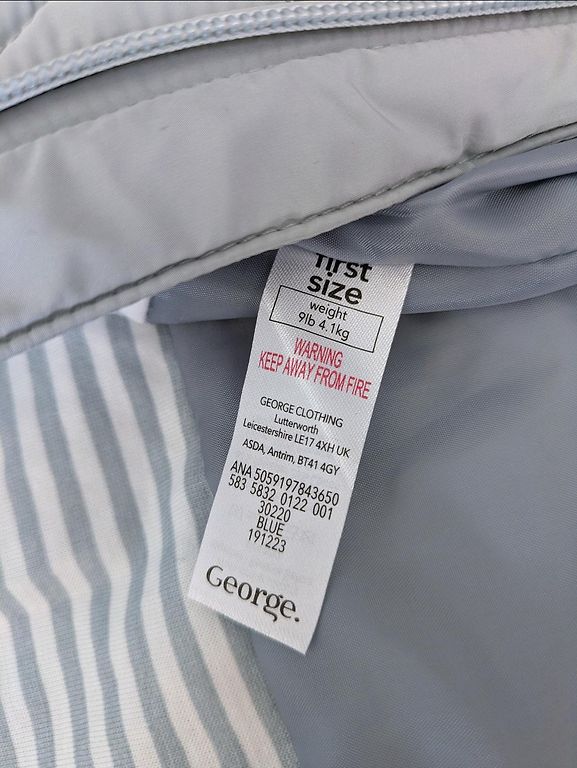 first
size
weight
9lb 4.1kg
WARNING
KEEP AWAY FROM FIRE
GEORGE CLOTHING
Lutterworth
Leicestershire LE17 4XH UK
ASDA, Antrim, BT41 4GY
ANA 5059197843650
583 5832 0122 001
30220
BLUE
191223
George.